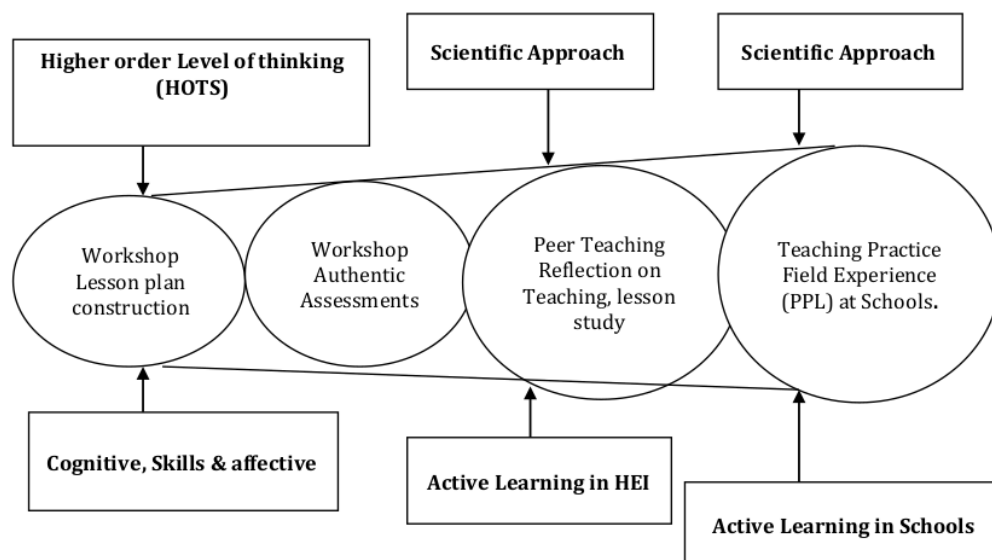 Higher order Level of thinking
(HOTS)
Scientific Approach
Scientific Approach
Workshop
Lesson plan
construction
Workshop
Authentic
Assessments
Peer Teaching
Reflection on
Teaching, lesson
study
Teaching Practice
Field Experience
(PPL) at Schools.
Cognitive, Skills & affective
Active Learning in HEI
Active Learning in Schools